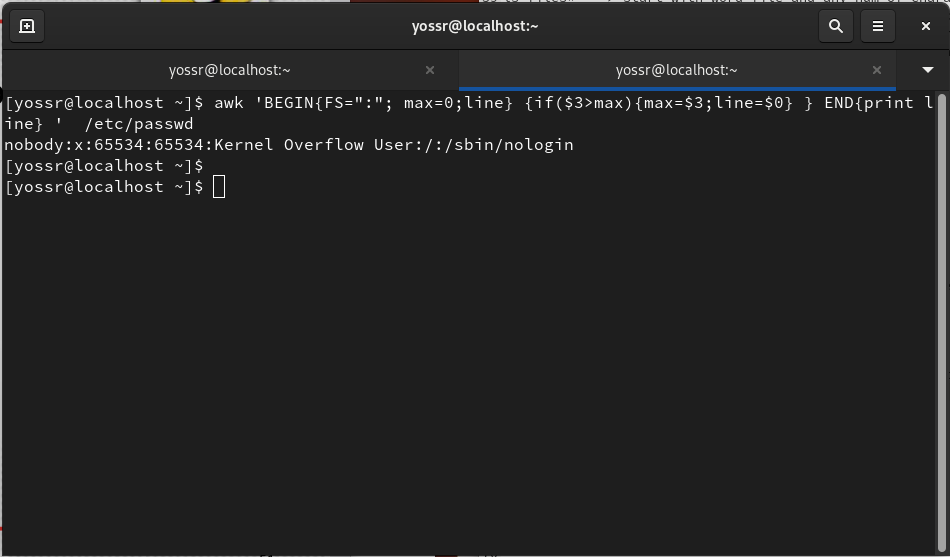 yossr@localhost:~
yossr@localhost:~
yossr@localhost:~
[yossr@localhost ~]$ awk 'BEGIN{FS=":"; max=0;line} {if($3>max){max=$3;line=$0} } END{print l
ine} '  /etc/passwd
nobody:x:65534:65534:Kernel Overflow User:/:/sbin/nologin
[yossr@localhost ~]$
[yossr@localhost ~]$